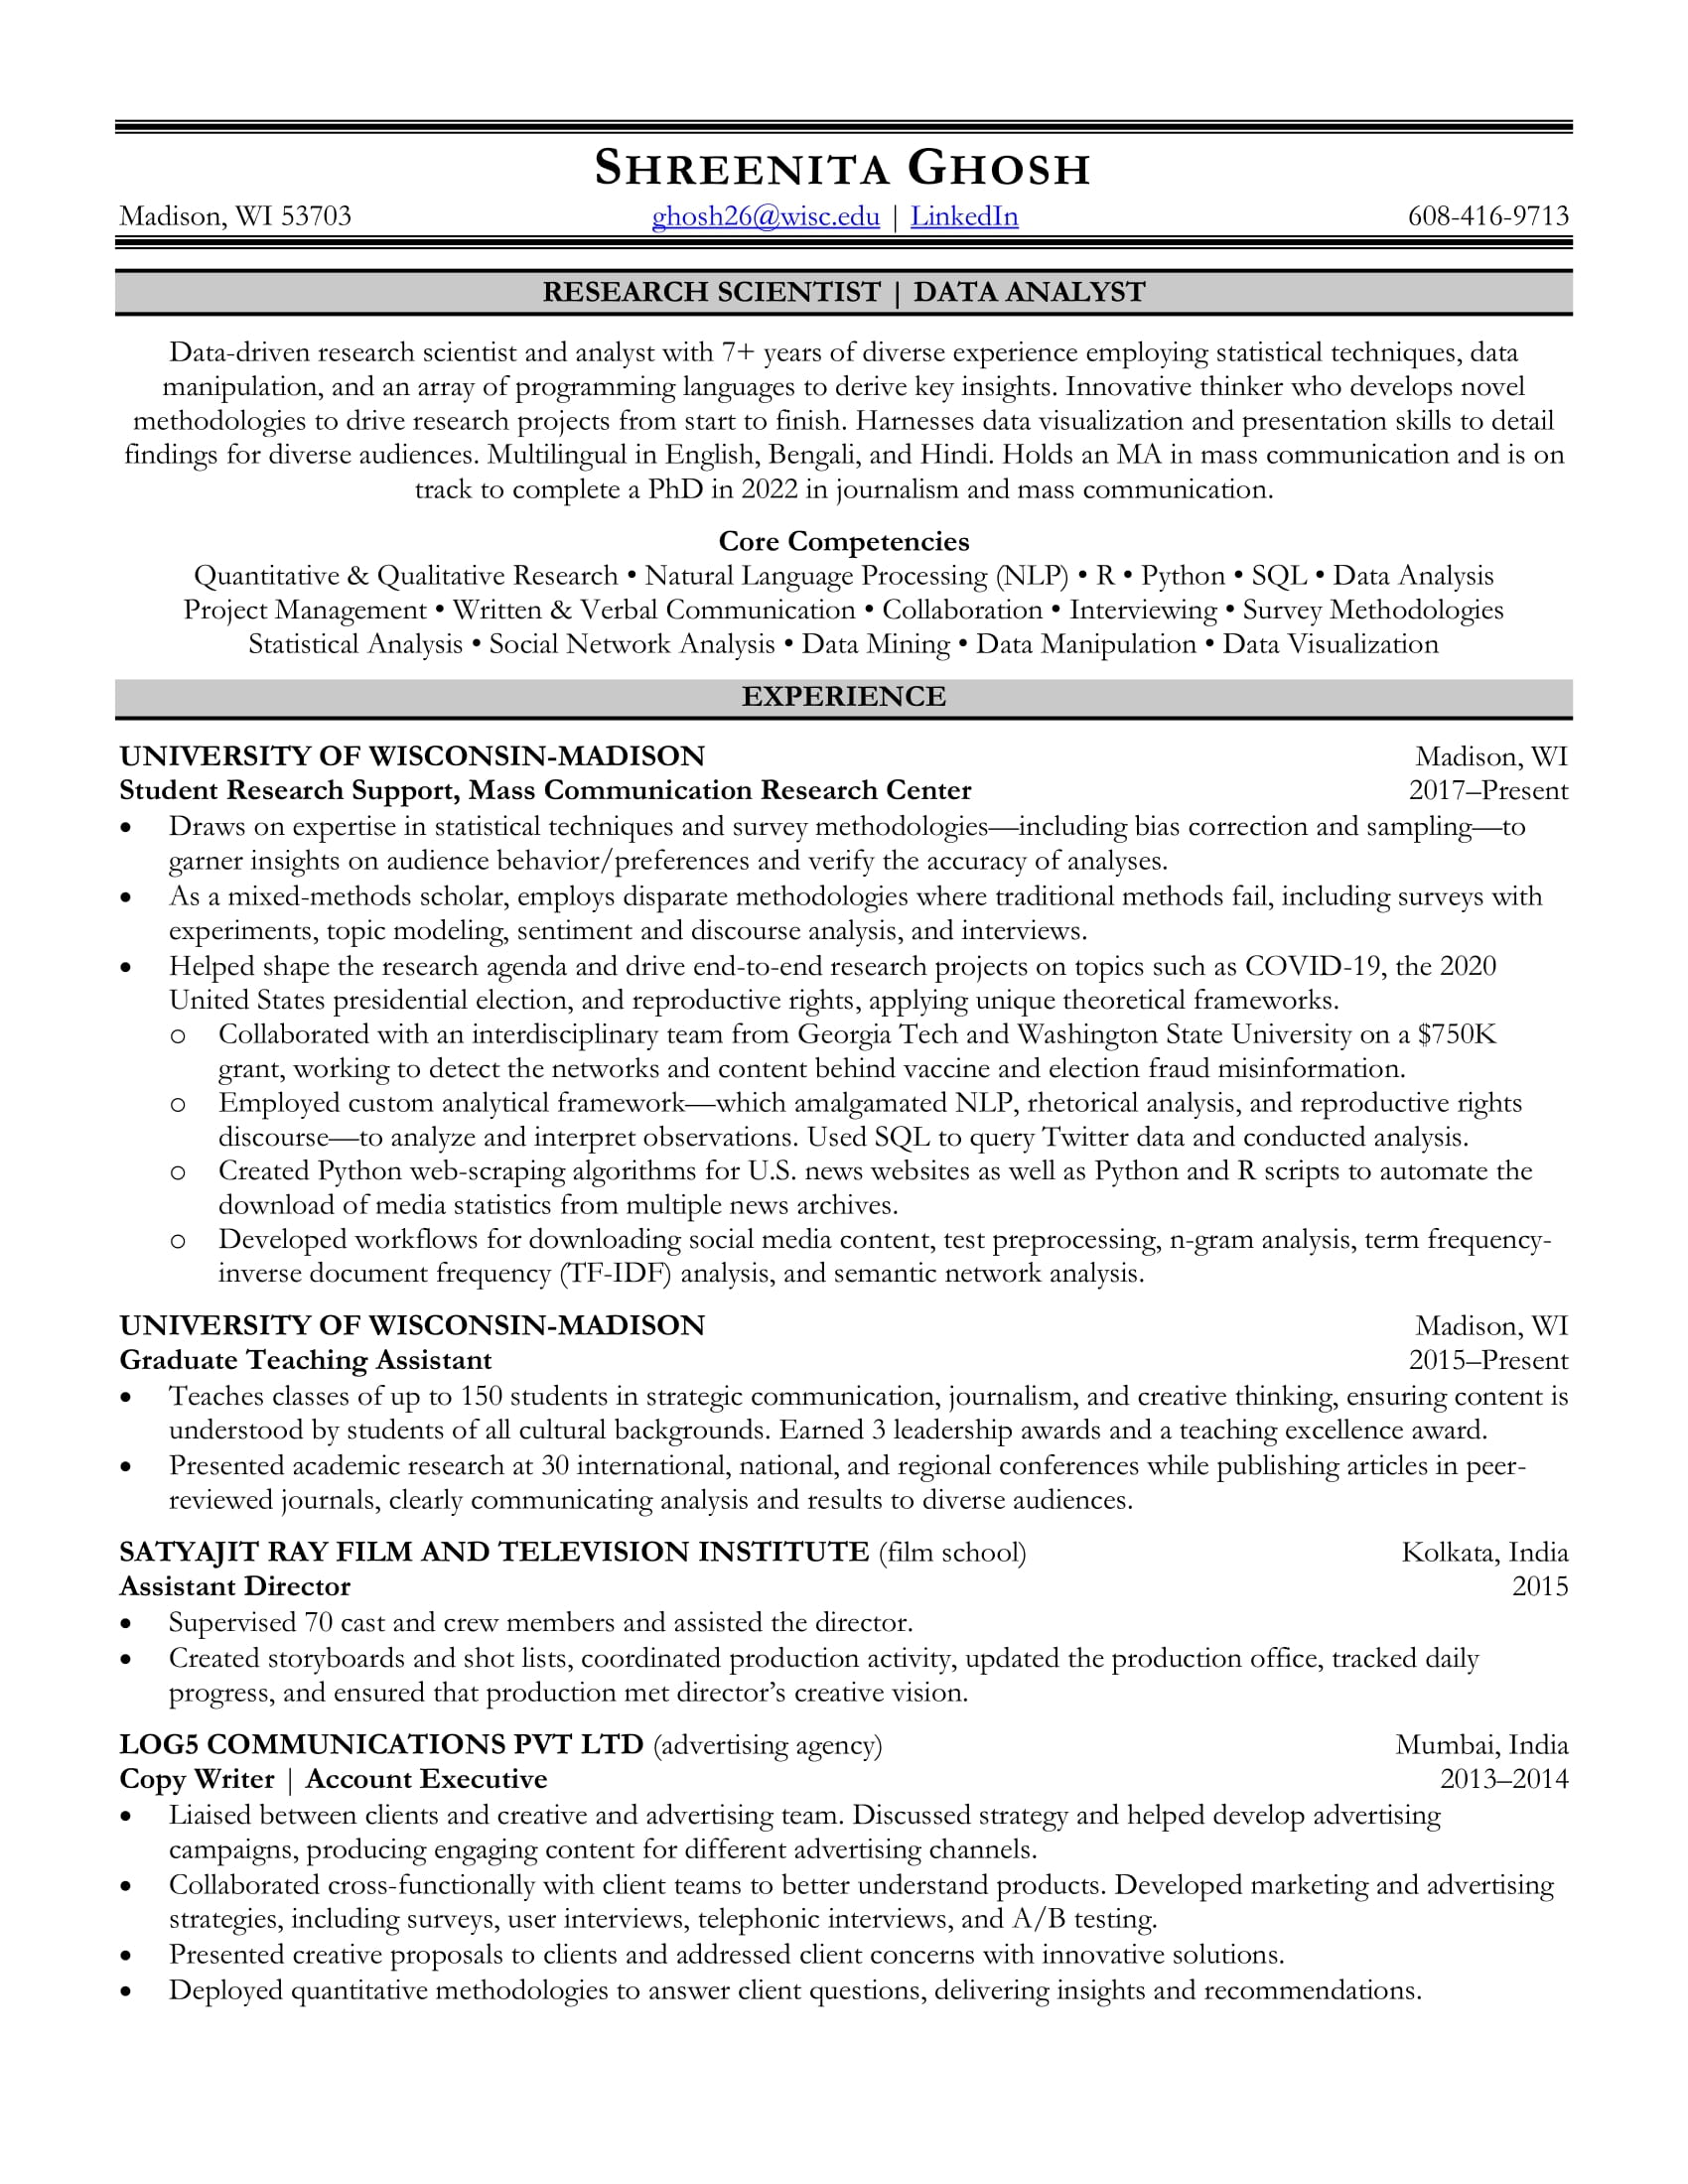 SHREENITA GHOSH
Madison, WI 53703 ghosh26@wisc.edu | LinkedIn 608-416-9713
RESEARCH SCIENTIST | DATA ANALYST
Data-driven research scientist and analyst with 7+ years of diverse experience employing statistical techniques, data
manipulation, and an array of programming languages to derive key insights. Innovative thinker who develops novel
methodologies to drive research projects from start to finish. Harnesses data visualization and presentation skills to detail
findings for diverse audiences. Multilingual in English, Bengali, and Hindi. Holds an MA in mass communication and is on
track to complete a PhD in 2022 in journalism and mass communication.
Core Competencies
Quantitative & Qualitative Research • Natural Language Processing (NLP) • R • Python • SQL • Data Analysis
Project Management • Written & Verbal Communication • Collaboration • Interviewing • Survey Methodologies
Statistical Analysis • Social Network Analysis • Data Mining • Data Manipulation • Data Visualization
EXPERIENCE
UNIVERSITY OF WISCONSIN-MADISON Madison, WI
Student Research Support, Mass Communication Research Center 2017–Present
• Draws on expertise in statistical techniques and survey methodologies—including bias correction and sampling—to
garner insights on audience behavior/preferences and verify the accuracy of analyses.
• As a mixed-methods scholar, employs disparate methodologies where traditional methods fail, including surveys with
experiments, topic modeling, sentiment and discourse analysis, and interviews.
• Helped shape the research agenda and drive end-to-end research projects on topics such as COVID-19, the 2020
United States presidential election, and reproductive rights, applying unique theoretical frameworks.
o Collaborated with an interdisciplinary team from Georgia Tech and Washington State University on a $750K
grant, working to detect the networks and content behind vaccine and election fraud misinformation.
o Employed custom analytical framework—which amalgamated NLP, rhetorical analysis, and reproductive rights
discourse—to analyze and interpret observations. Used SQL to query Twitter data and conducted analysis.
o Created Python web-scraping algorithms for U.S. news websites as well as Python and R scripts to automate the
download of media statistics from multiple news archives.
o Developed workflows for downloading social media content, test preprocessing, n-gram analysis, term frequency-
inverse document frequency (TF-IDF) analysis, and semantic network analysis.
UNIVERSITY OF WISCONSIN-MADISON Madison, WI
Graduate Teaching Assistant 2015–Present
• Teaches classes of up to 150 students in strategic communication, journalism, and creative thinking, ensuring content is
understood by students of all cultural backgrounds. Earned 3 leadership awards and a teaching excellence award.
• Presented academic research at 30 international, national, and regional conferences while publishing articles in peer-
reviewed journals, clearly communicating analysis and results to diverse audiences.
SATYAJIT RAY FILM AND TELEVISION INSTITUTE (film school) Kolkata, India
Assistant Director 2015
• Supervised 70 cast and crew members and assisted the director.
• Created storyboards and shot lists, coordinated production activity, updated the production office, tracked daily
progress, and ensured that production met director’s creative vision.
LOG5 COMMUNICATIONS PVT LTD (advertising agency) Mumbai, India
Copy Writer | Account Executive 2013–2014
• Liaised between clients and creative and advertising team. Discussed strategy and helped develop advertising
campaigns, producing engaging content for different advertising channels.
• Collaborated cross-functionally with client teams to better understand products. Developed marketing and advertising
strategies, including surveys, user interviews, telephonic interviews, and A/B testing.
• Presented creative proposals to clients and addressed client concerns with innovative solutions.
• Deployed quantitative methodologies to answer client questions, delivering insights and recommendations.